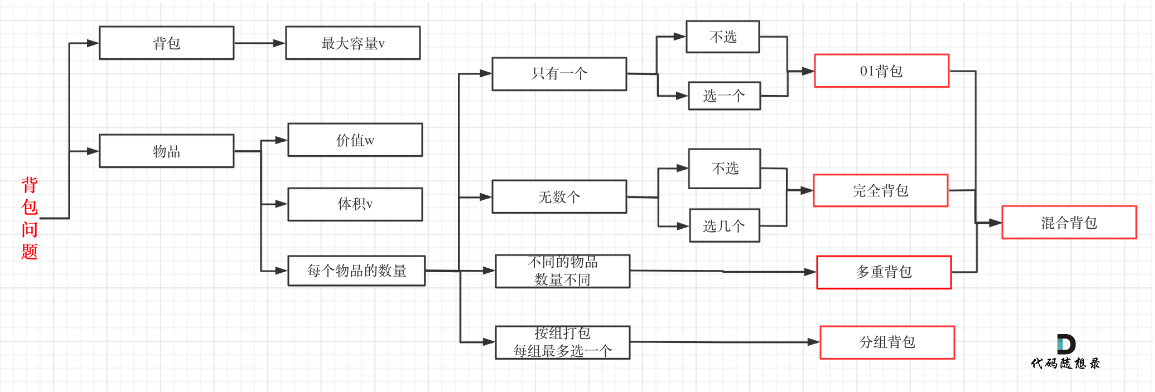 背包问题
背包
最大容量v
物品
价值w
体积v
每个物品的数量
只有一个
不选
选一个
01背包
无数个
不选
选几个
完全背包
不同的物品
数量不同
多重背包
混合背包
按组打包
每组最多选一个
分组背包
代码随想录